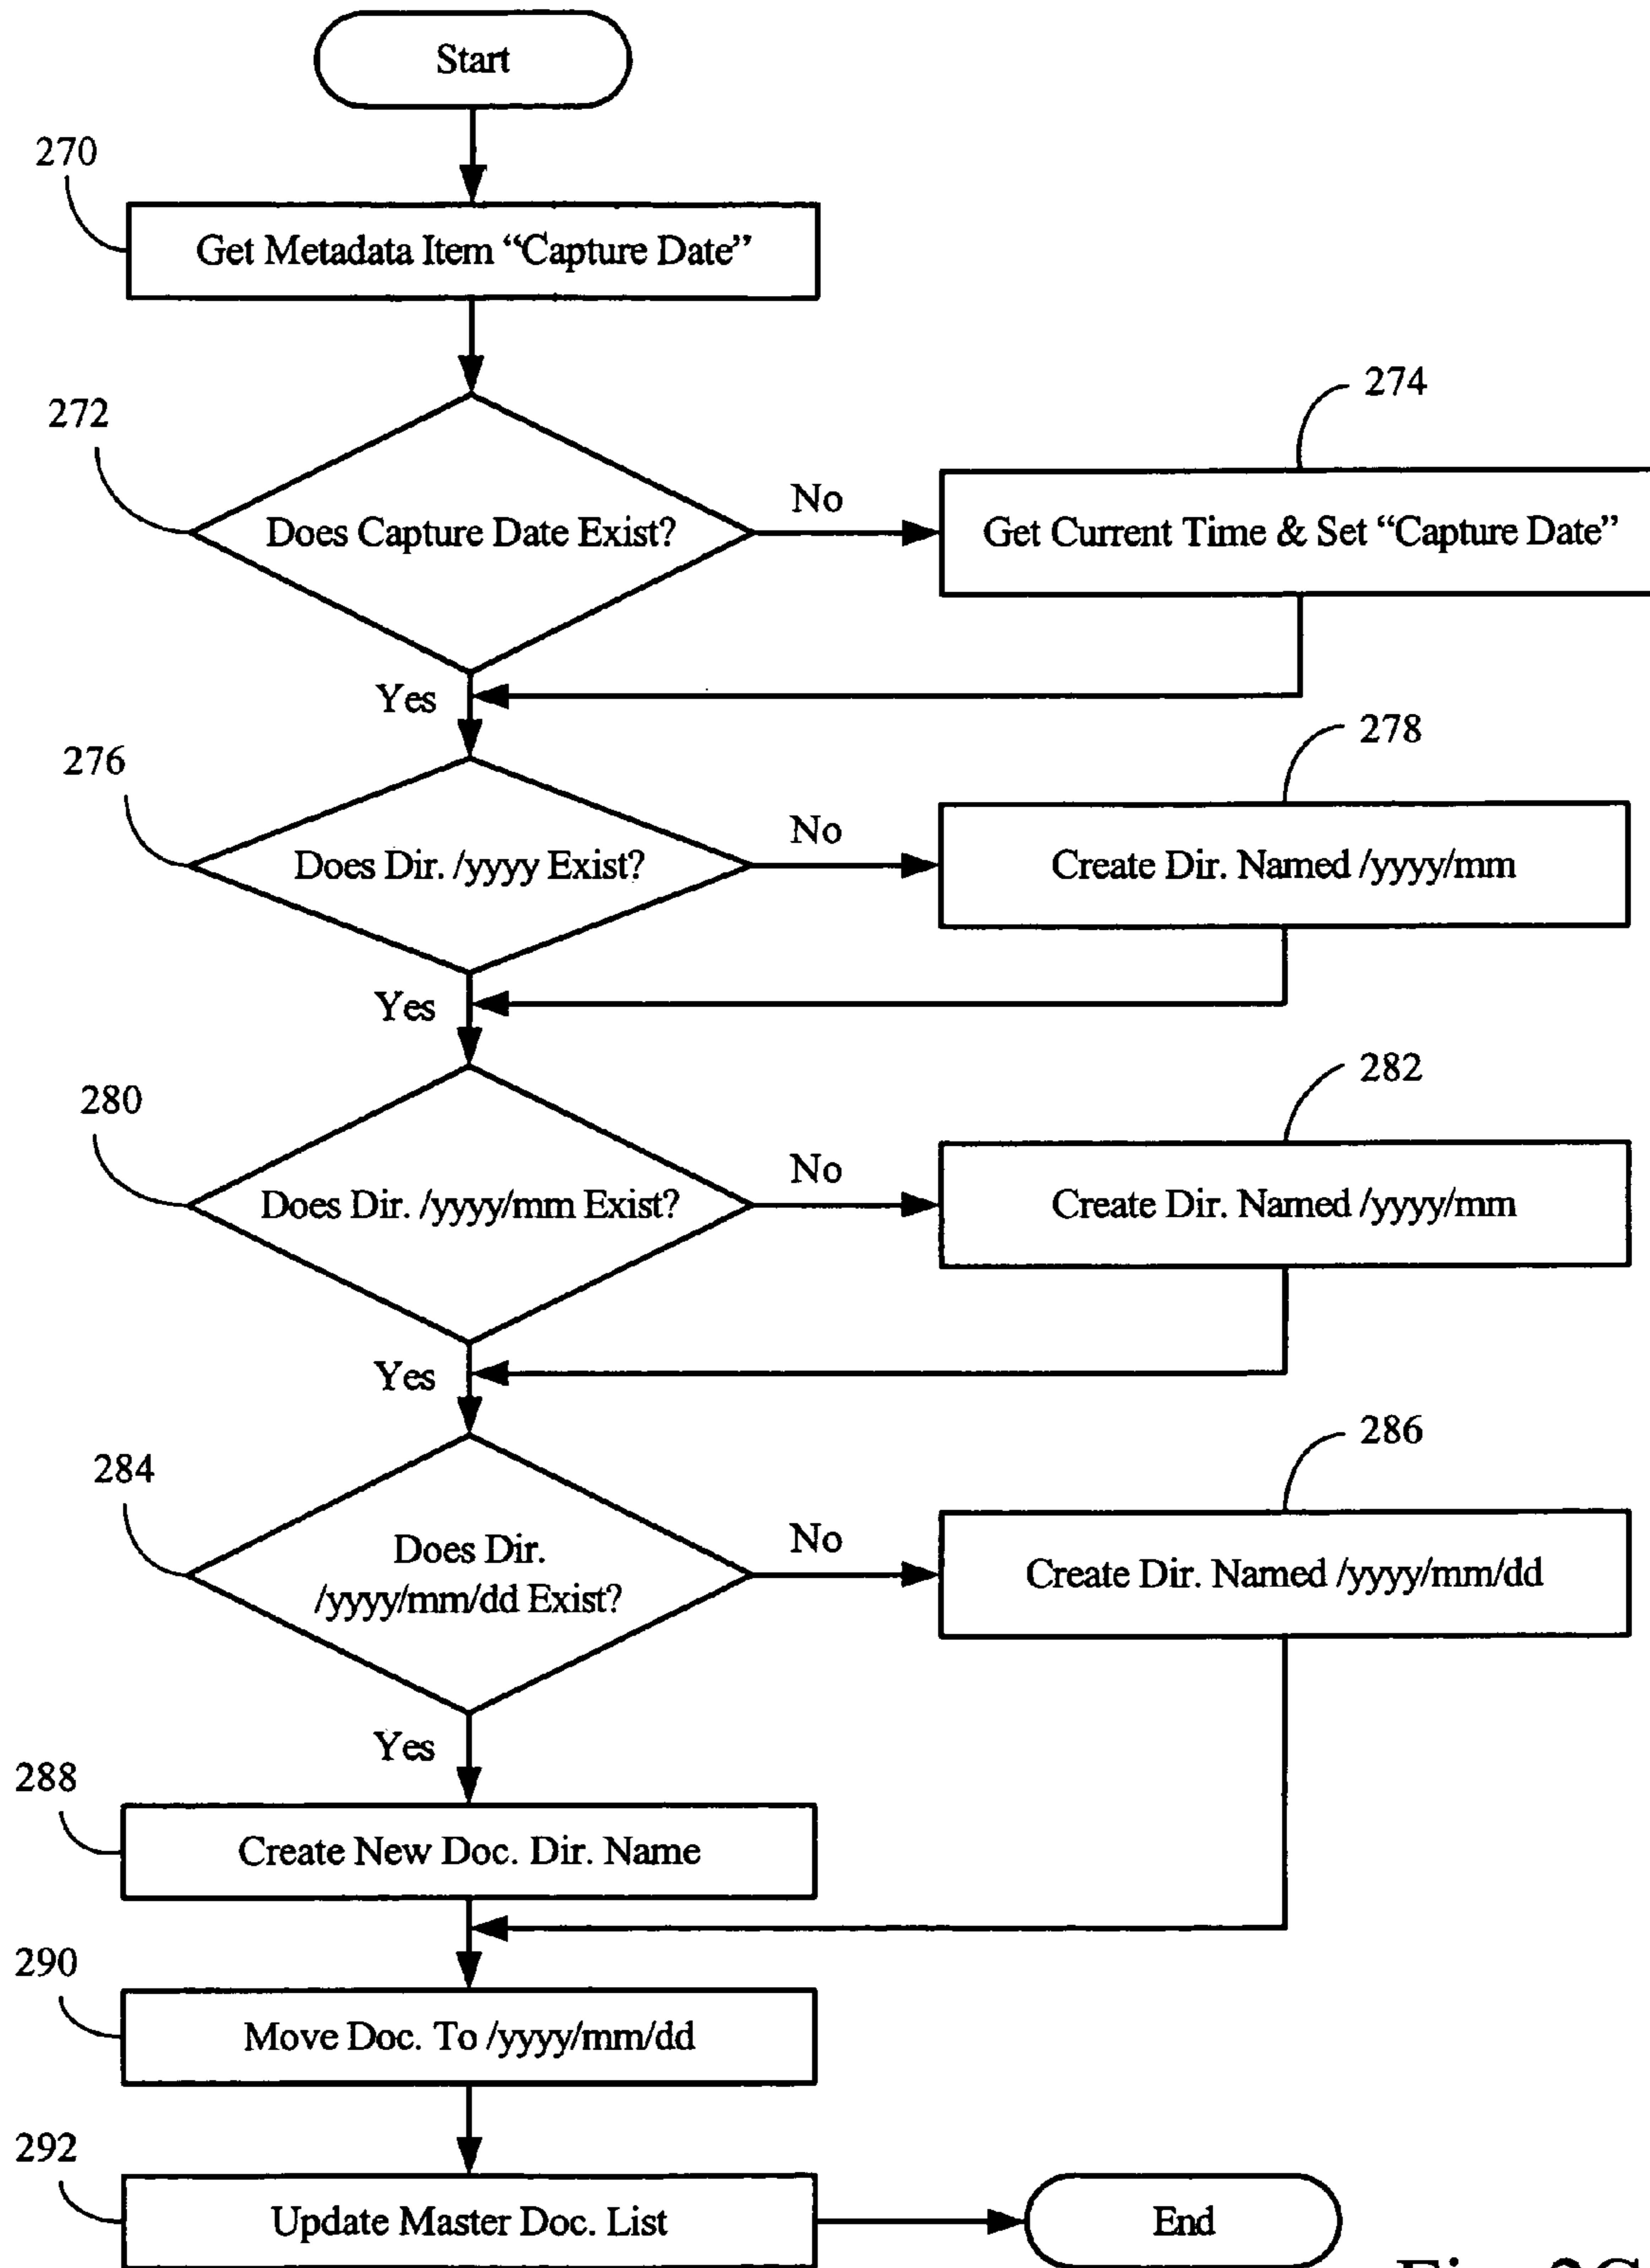 Start
270
Get Metadata Item “Capture Date”
272
Does Capture Date Exist?
No
274
Get Current Time & Set “Capture Date”
Yes
276
Does Dir. /yyyy Exist?
No
278
Create Dir. Named /yyyy/mm
Yes
280
Does Dir. /yyyy/mm Exist?
No
282
Create Dir. Named /yyyy/mm
Yes
284
Does Dir.
/yyyy/mm/dd Exist?
No
286
Create Dir. Named /yyyy/mm/dd
Yes
288
Create New Doc. Dir. Name
290
Move Doc. To /yyyy/mm/dd
292
Update Master Doc. List
End